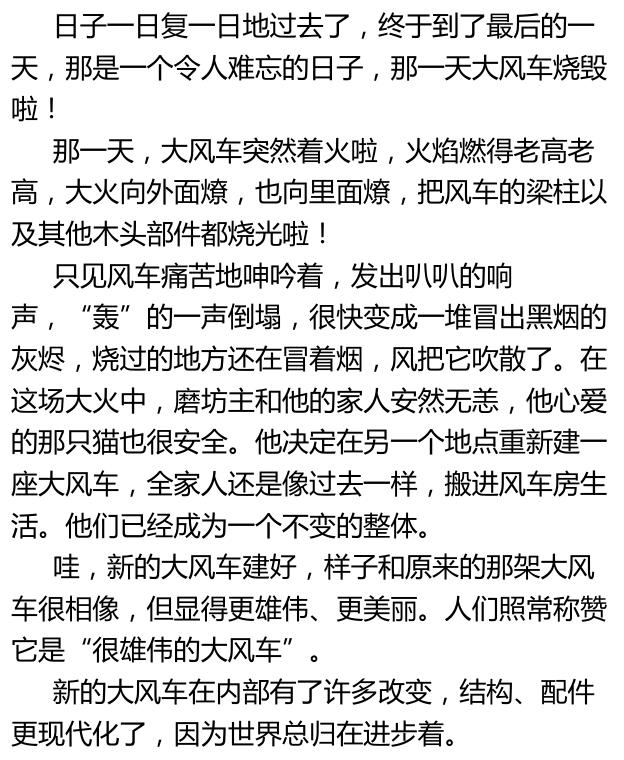 日子一日复一日地过去了，终于到了最后的一
天，那是一个令人难忘的日子，那一天大风车烧毁
啦！
那一天，大风车突然着火啦，火焰燃得老高老
高，大火向外面燎，也向里面燎，把风车的梁柱以
及其他木头部件都烧光啦！
只见风车痛苦地呻吟着，发出叭叭的响
声，“轰”的一声倒塌，很快变成一堆冒出黑烟的
灰烬，烧过的地方还在冒着烟，风把它吹散了。在
这场大火中，磨坊主和他的家人安然无恙，他心爱
的那只猫也很安全。他决定在另一个地点重新建一
座大风车，全家人还是像过去一样，搬进风车房生
活。他们已经成为一个不变的整体。
哇，新的大风车建好，样子和原来的那架大风
车很相像，但显得更雄伟、更美丽。人们照常称赞
它是“很雄伟的大风车”。
新的大风车在内部有了许多改变，结构、配件
更现代化了，因为世界总归在进步着。